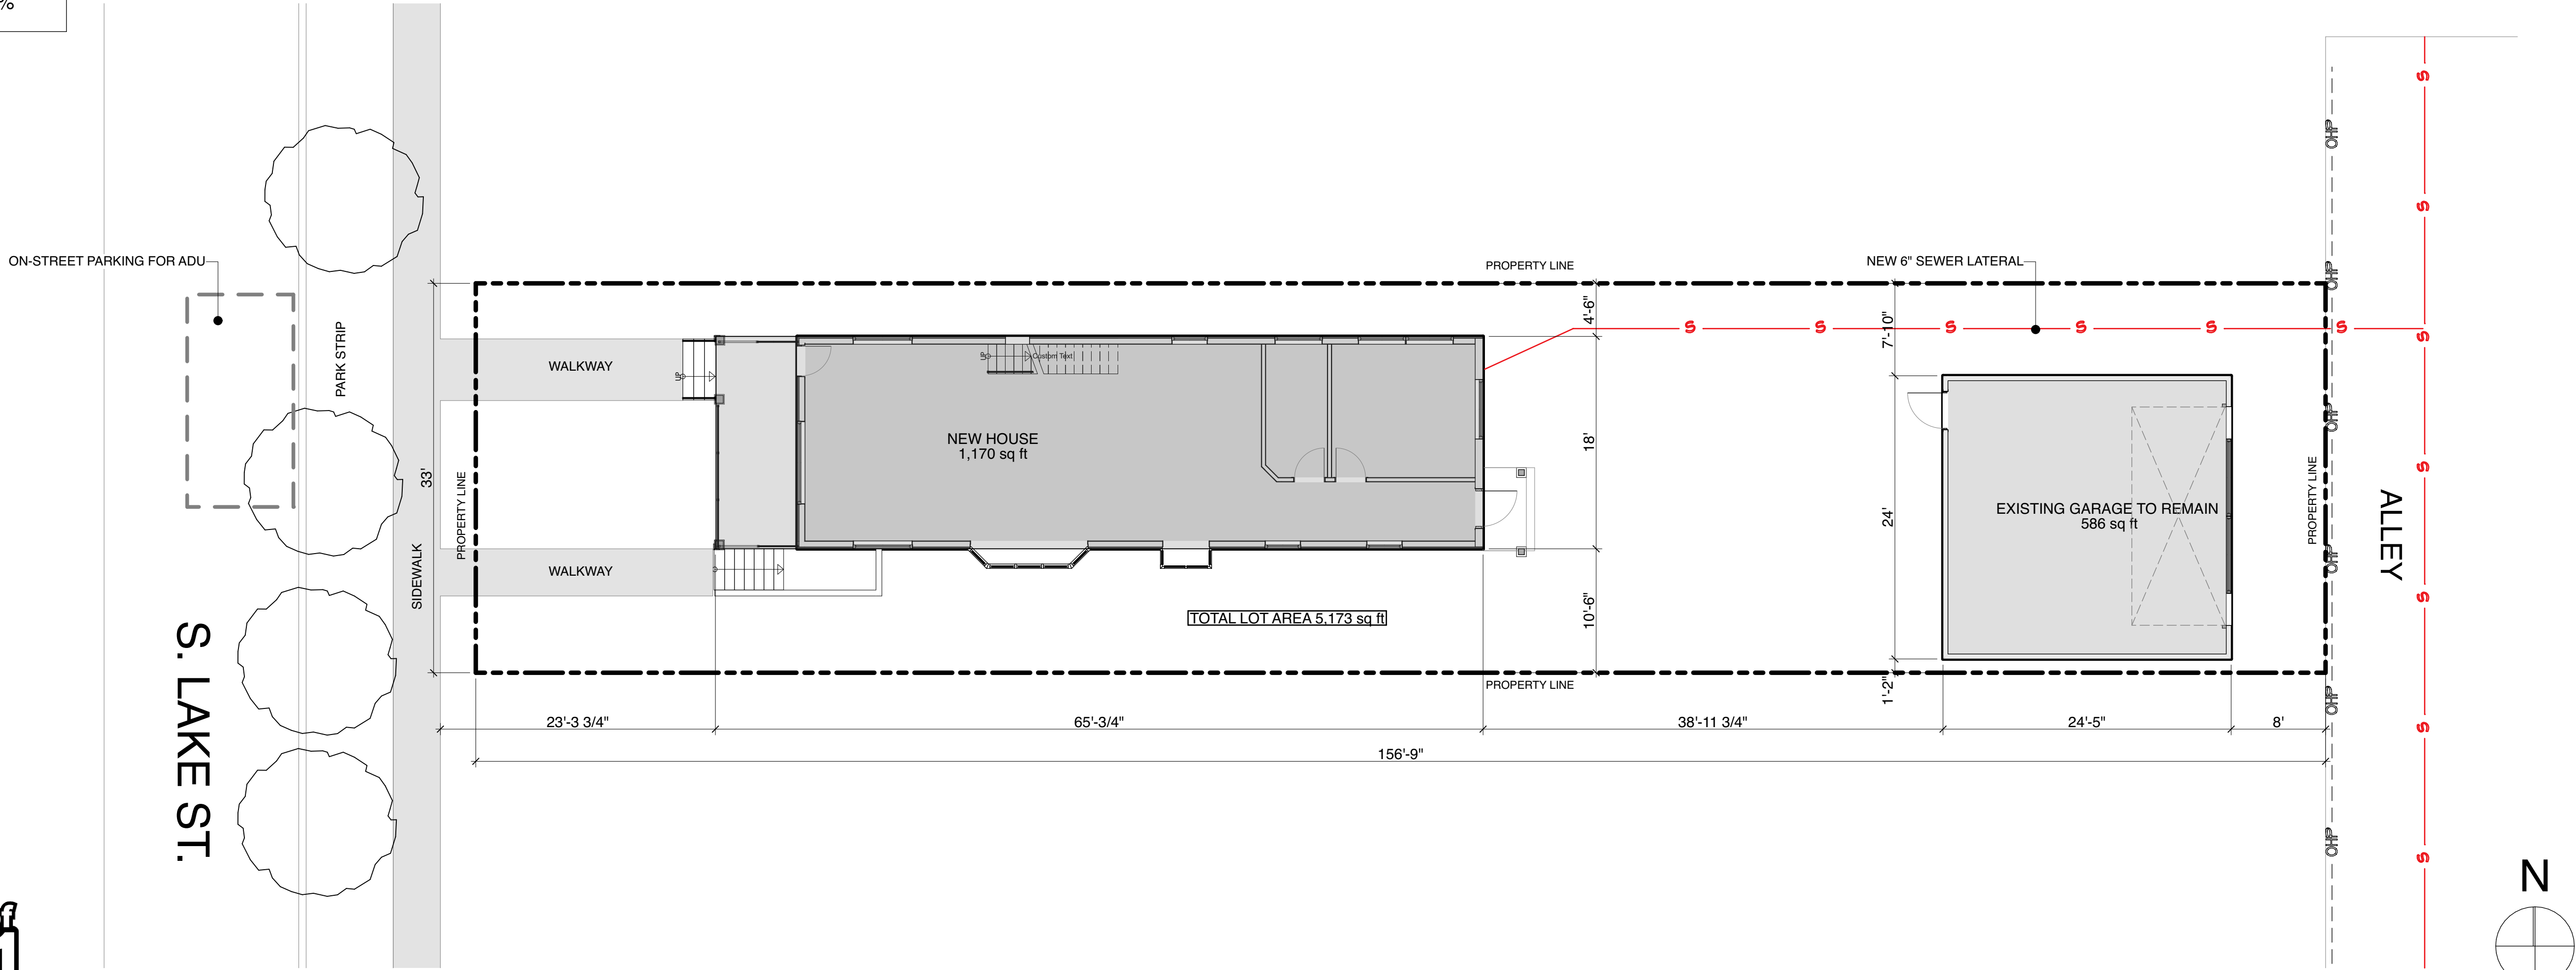 %
ON-STREET PARKING FOR ADU
PARK STRIP
SIDEWALK
S. LAKE ST.
33'
PROPERTY LINE
WALKWAY
WALKWAY
UP
UP
Custom Text
NEW HOUSE
1,170 sq ft
TOTAL LOT AREA 5,173 sq ft
PROPERTY LINE
4'-6"
18'
10'-6"
PROPERTY LINE
NEW 6" SEWER LATERAL
S S S S S S
7'-10"
24'
1'-2"
EXISTING GARAGE TO REMAIN
586 sq ft
PROPERTY LINE
OHP
OHP
OHP
OHP
OHP
OHP
ALLEY
S
S
S
S
S
S
S
23'-3 3/4"
65'-3/4"
38'-11 3/4"
24'-5"
8'
156'-9"
N